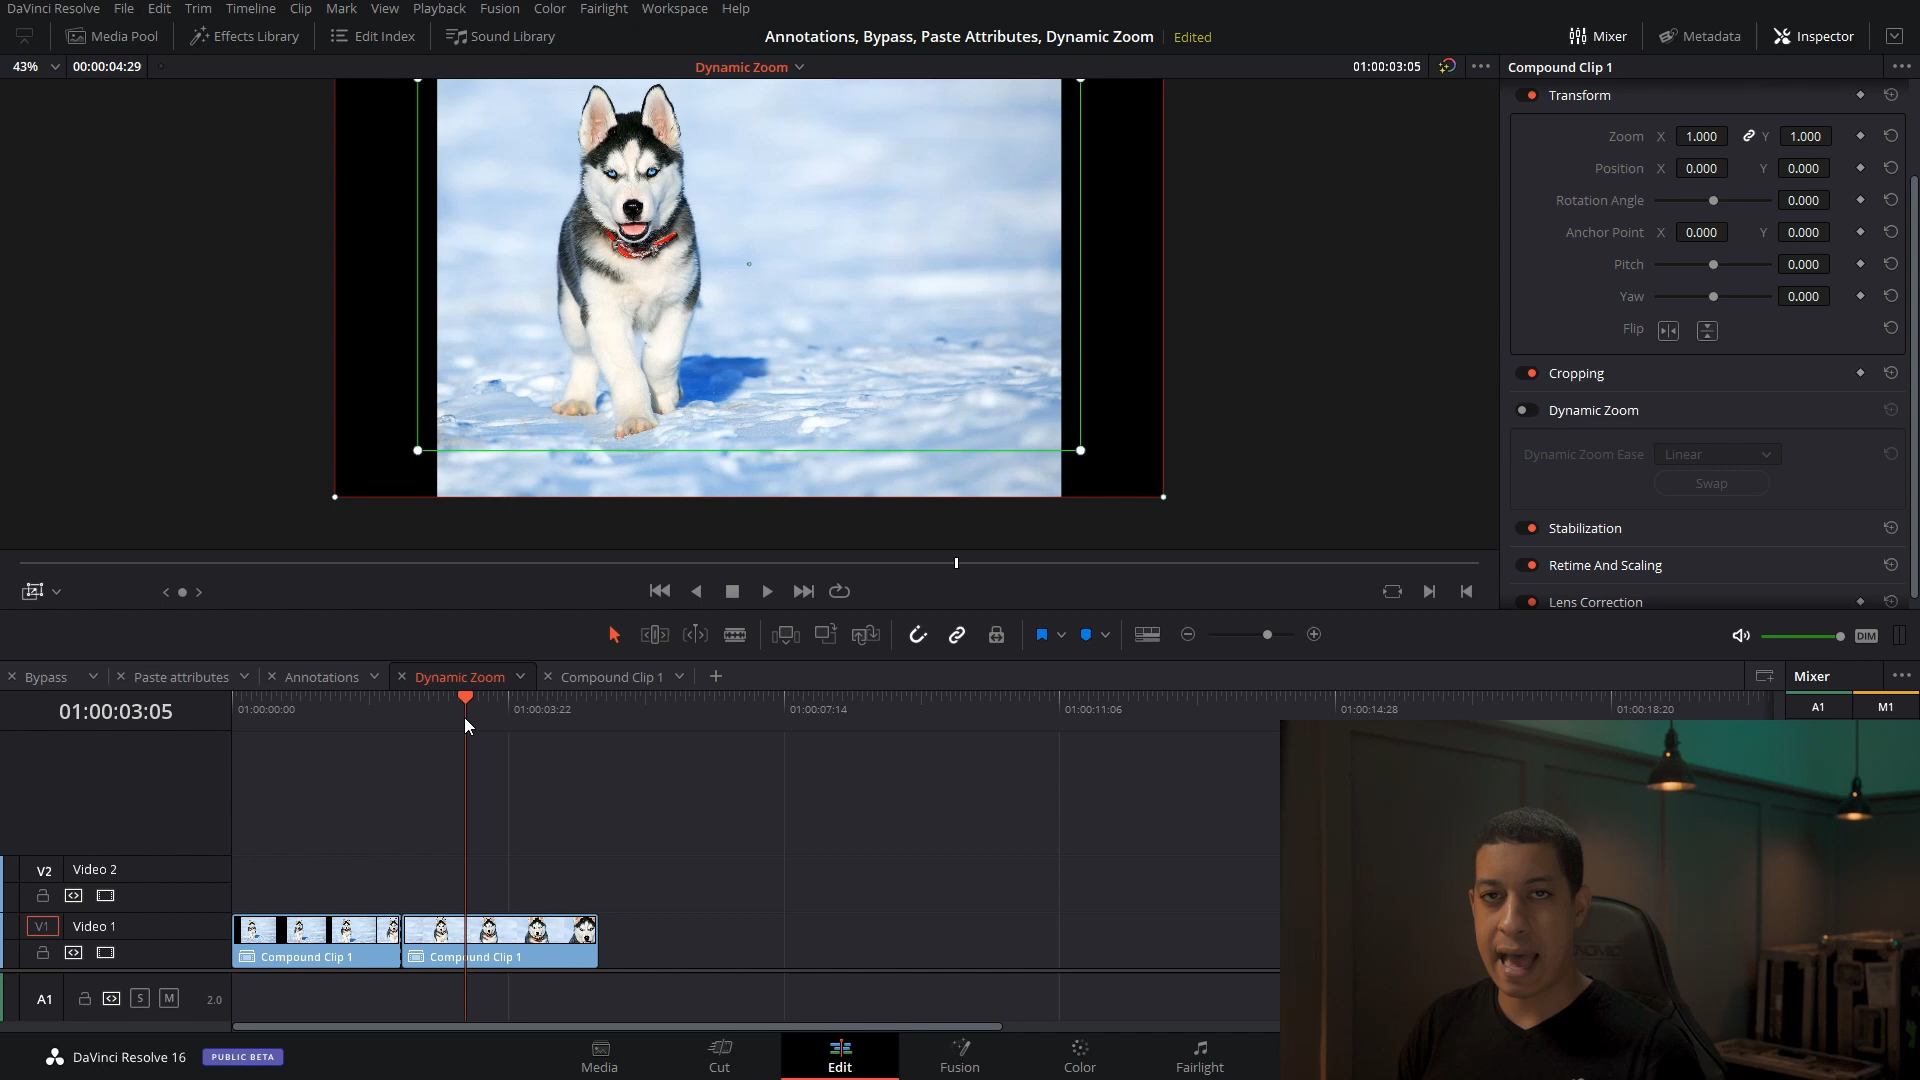 DaVinci Resolve File Edit Trim Timeline Clip Mark View Playback Fusion Color Fairlight Workspace Help
Media Pool Effects Library Edit Index Sound Library Annotations, Bypass, Paste Attributes, Dynamic Zoom Edited Mixer Metadata Inspector
43% 00:00:04:29 Dynamic Zoom 01:00:03:05 Compound Clip 1
Transform
Zoom X 1.000 Y 1.000
Position X 0.000 Y 0.000
Rotation Angle 0.000
Anchor Point X 0.000 Y 0.000
Pitch 0.000
Yaw 0.000
Flip
Cropping
Dynamic Zoom
Dynamic Zoom Ease Linear
Swap
Stabilization
Retime And Scaling
Lens Correction
DIM
Bypass Paste attributes Annotations Dynamic Zoom Compound Clip 1 Mixer
01:00:03:05 01:00:00:00 01:00:03:22 01:00:07:14 01:00:11:06 01:00:14:28 01:00:18:20 A1 M1
V2 Video 2
V1 Video 1
Compound Clip 1 Compound Clip 1
A1 S M 2.0
DaVinci Resolve 16 PUBLIC BETA Media Cut Edit Fusion Color Fairlight